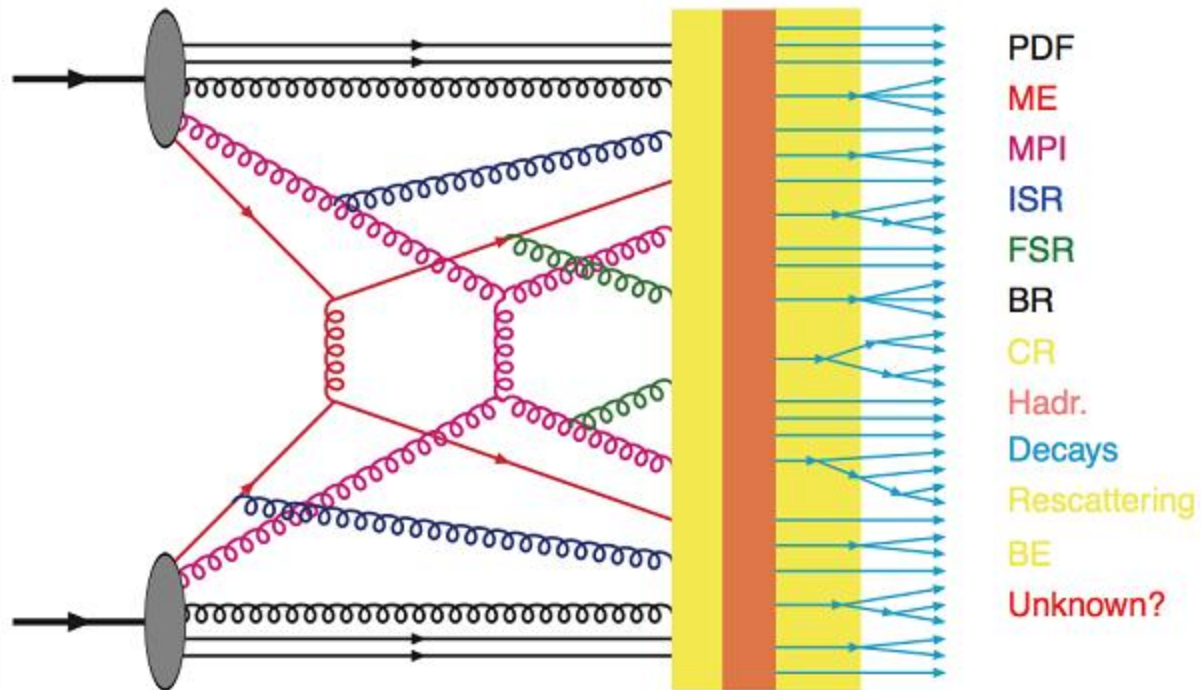 PDF
ME
MPI
ISR
FSR
BR
CR
Hadr.
Decays
Rescattering
BE
Unknown?